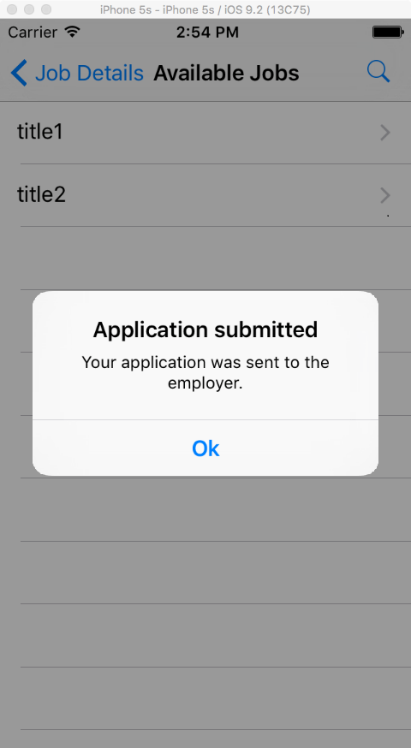 iPhone 5s - iPhone 5s / iOS 9.2 (13C75)
Carrier 2:54 PM
Job Details Available Jobs
title1
title2
Application submitted
Your application was sent to the
employer.
Ok